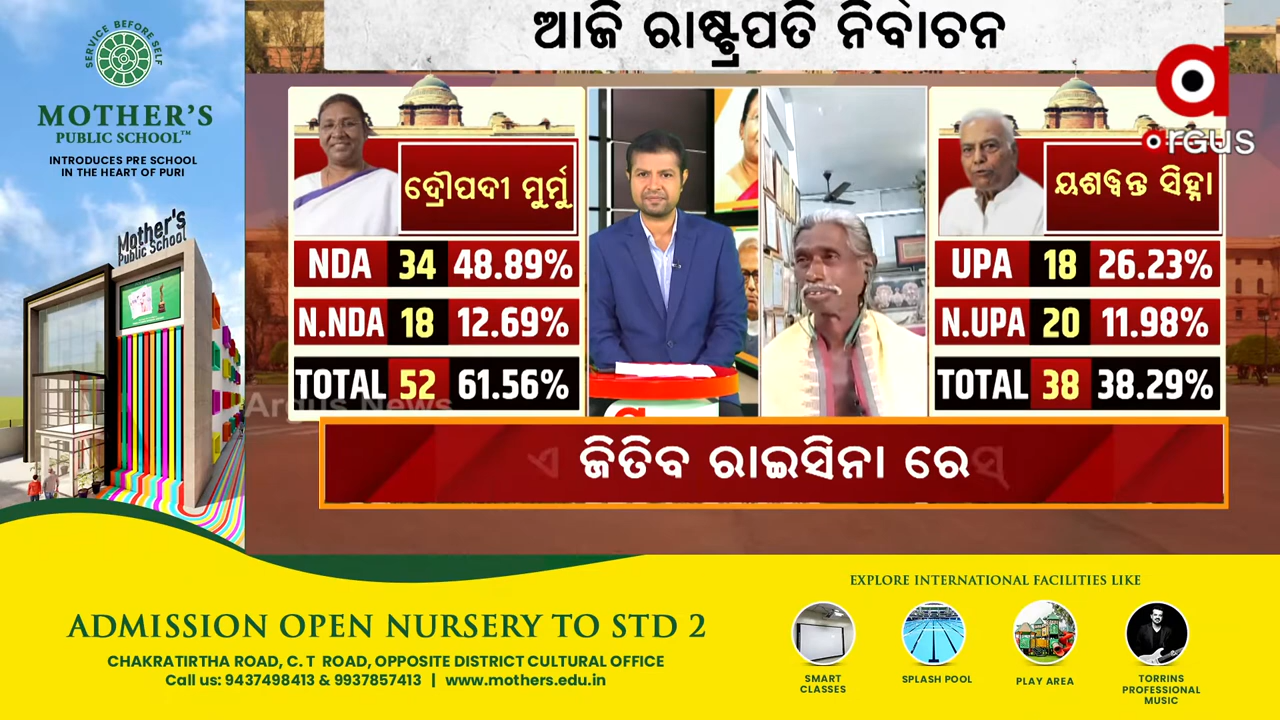 SERVICE BEFORE SELF
MOTHER'S
PUBLIC SCHOOL™
INTRODUCES PRE SCHOOL
IN THE HEART OF PURI
Mother's
Public School
ଆଜି ରାଷ୍ଟ୍ରପତି ନିର୍ବାଚନ
argus
ଦ୍ରୌପଦୀ ମୁର୍ମୁ
NDA 34 48.89%
N.NDA 18 12.69%
TOTAL 52 61.56%
ୟଶୱନ୍ତ ସିହ୍ନା
UPA 18 26.23%
N.UPA 20 11.98%
TOTAL 38 38.29%
Argus News
ଏ ଜିତିବ ରାଇସିନା ରେସ୍
ADMISSION OPEN NURSERY TO STD 2
CHAKRATIRTHA ROAD, C. T ROAD, OPPOSITE DISTRICT CULTURAL OFFICE
Call us: 9437498413 & 9937857413 | www.mothers.edu.in
EXPLORE INTERNATIONAL FACILITIES LIKE
SMART
CLASSES
SPLASH POOL
PLAY AREA
TORRINS
PROFESSIONAL
MUSIC